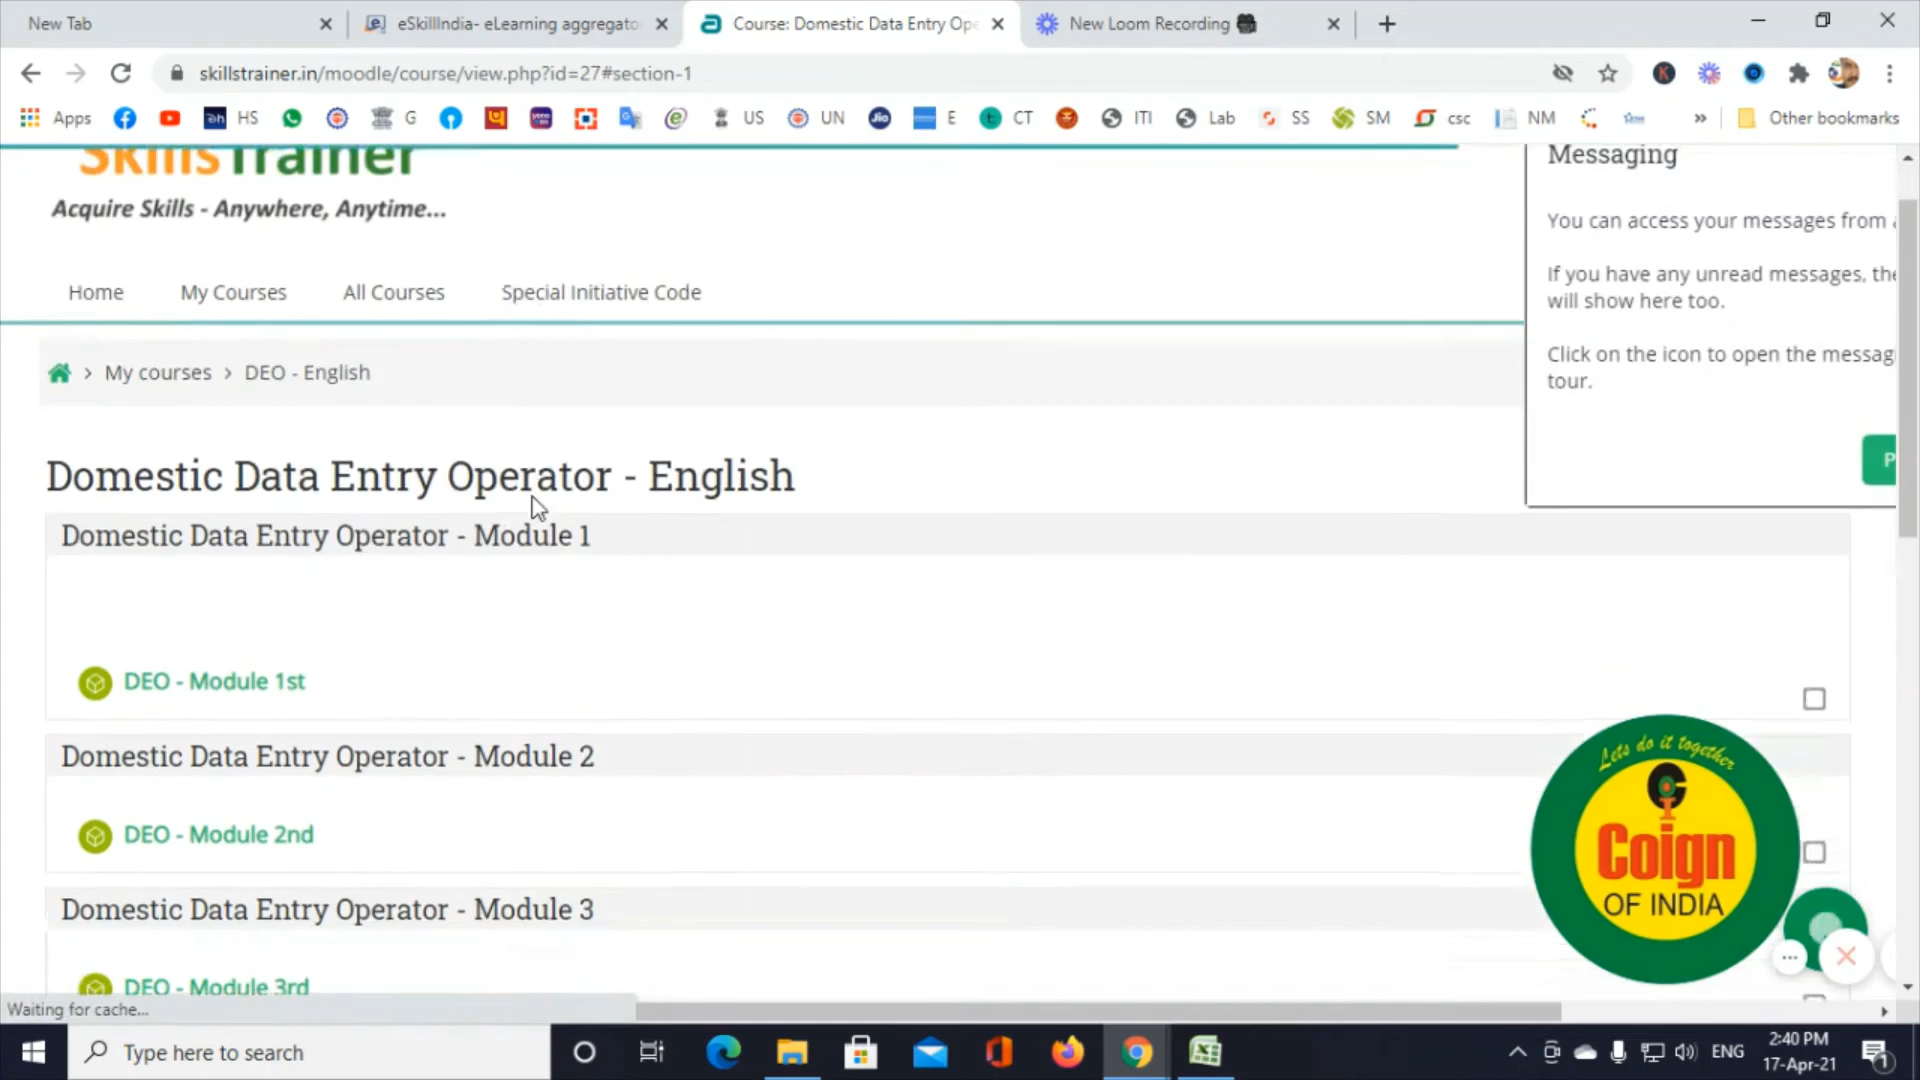 New Tab
eSkillIndia- eLearning aggregato
Course: Domestic Data Entry Ope
New Loom Recording
skillstrainer.in/moodle/course/view.php?id=27#section-1
Apps
HS
G
US
UN
E
CT
ITI
Lab
SS
SM
csc
NM
»
Other bookmarks
SkillsTrainer
Acquire Skills - Anywhere, Anytime...
Home
My Courses
All Courses
Special Initiative Code
Messaging
You can access your messages from a
If you have any unread messages, the
will show here too.
Click on the icon to open the messag
tour.
P
> My courses > DEO - English
Domestic Data Entry Operator - English
Domestic Data Entry Operator - Module 1
DEO - Module 1st
Domestic Data Entry Operator - Module 2
DEO - Module 2nd
Domestic Data Entry Operator - Module 3
DEO - Module 3rd
Lets do it together
Coign
OF INDIA
Waiting for cache...
Type here to search
ENG
2:40 PM
17-Apr-21
1